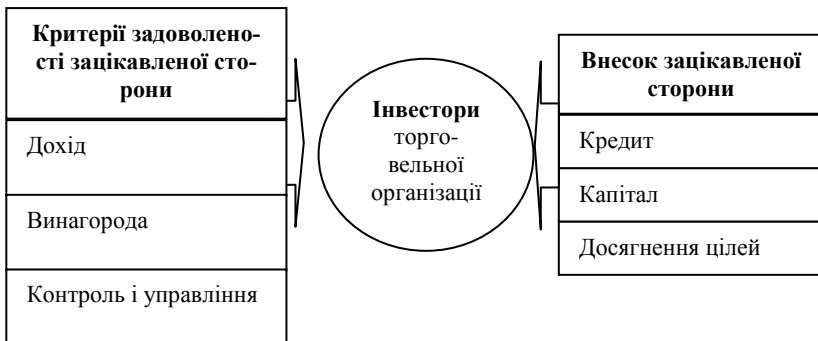 Критерії задоволено-
сті зацікавленої сто-
рони
Дохід
Винагорода
Контроль і управління
Інвестори
торго-
вельної
організації
Внесок зацікавленої
сторони
Кредит
Капітал
Досягнення цілей